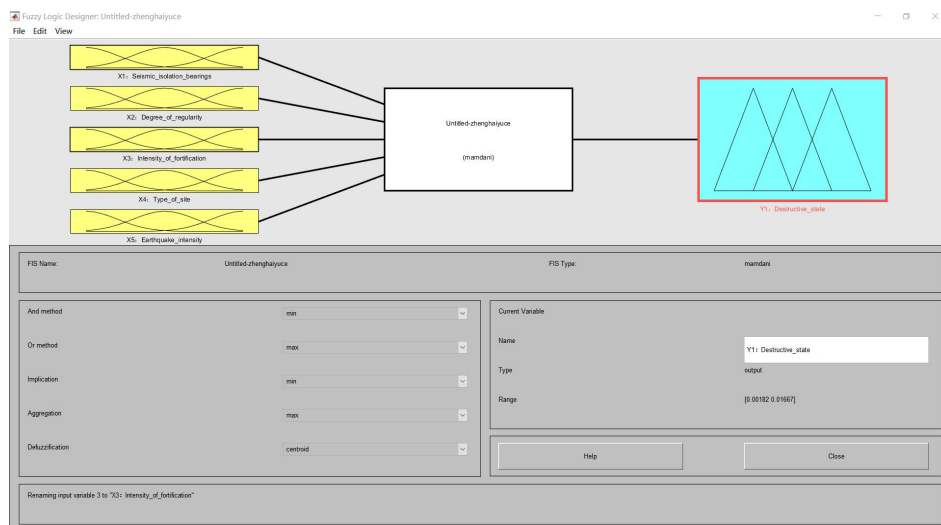 Fuzzy Logic Designer: Untitled-zhenghaiyuce
File Edit View
X1：Seismic_isolation_bearings
X2：Degree_of_regularity
X3：Intensity_of_fortification
X4：Type_of_site
X5：Earthquake_intensity
Untitled-zhenghaiyuce
(mamdani)
Y1：Destructive_state
FIS Name: Untitled-zhenghaiyuce FIS Type: mamdani
And method min
Or method max
Implication min
Aggregation max
Defuzzification centroid
Current Variable
Name Y1：Destructive_state
Type output
Range [0.00182 0.01667]
Help Close
Renaming input variable 3 to "X3：Intensity_of_fortification"